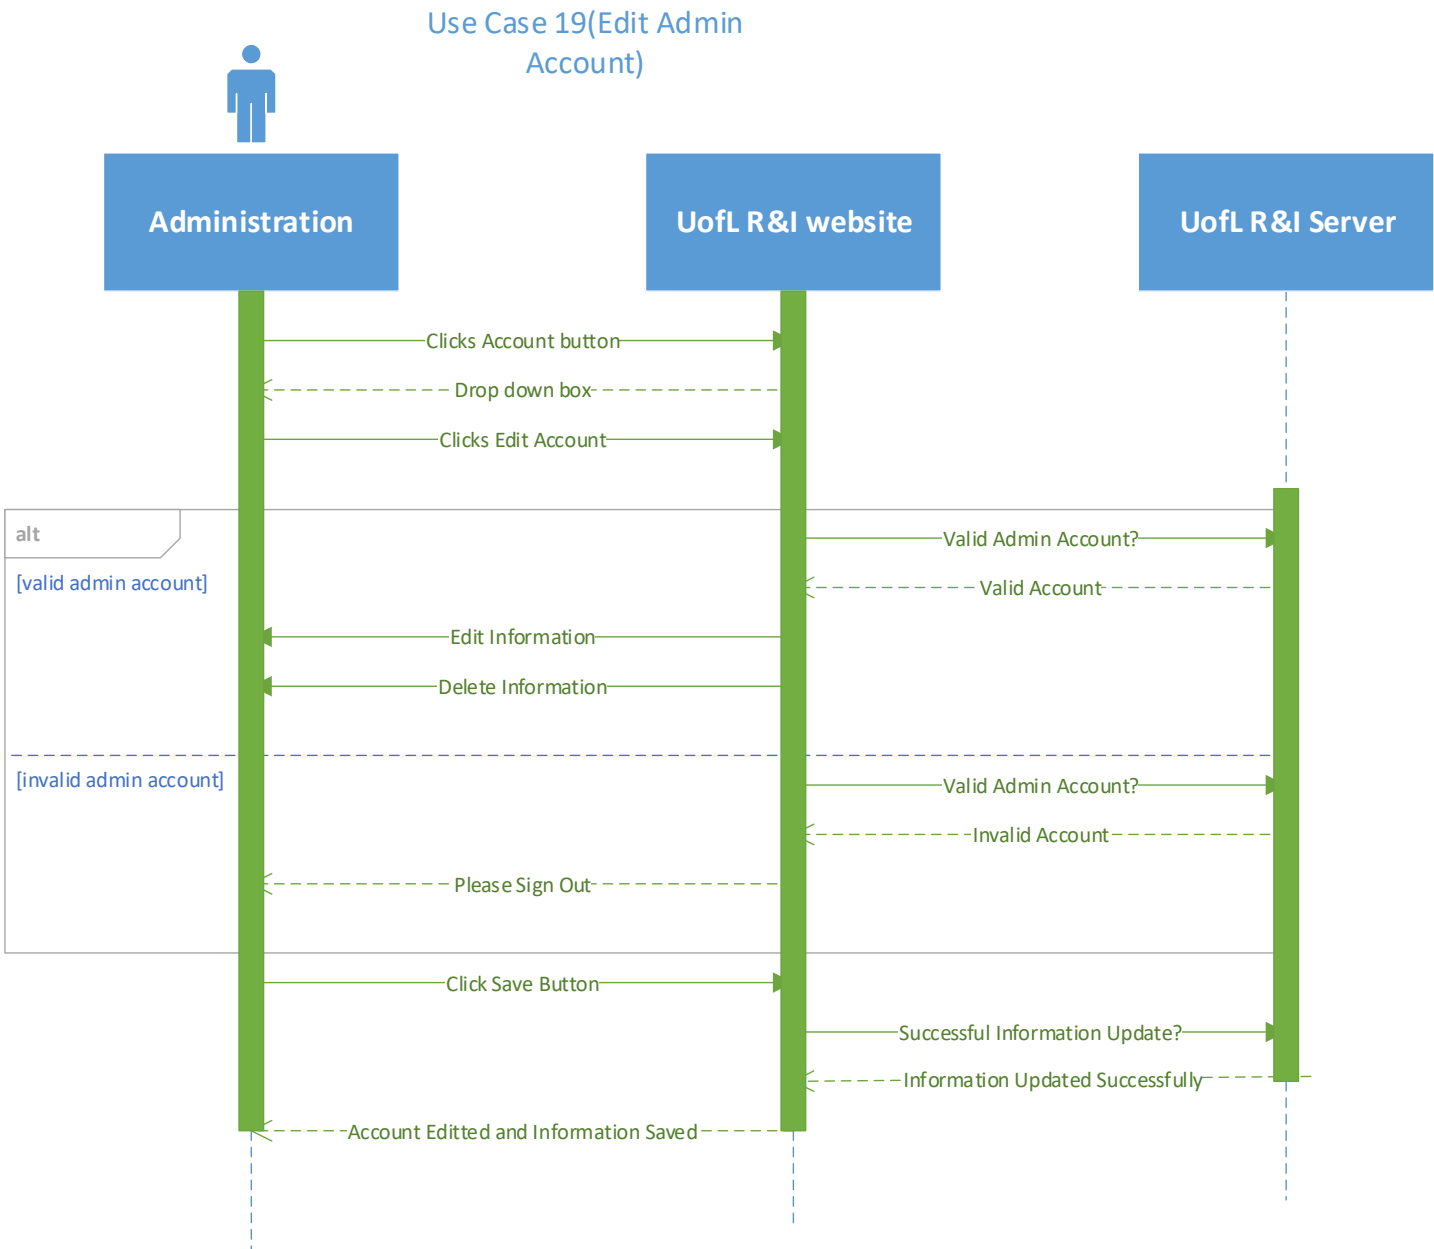 Use Case 19(Edit Admin
Account)
Administration
UofL R&I website
UofL R&I Server
Clicks Account button
Drop down box
Clicks Edit Account
alt
Valid Admin Account?
[valid admin account]
Valid Account
Edit Information
Delete Information
[invalid admin account]
Valid Admin Account?
Invalid Account
Please Sign Out
Click Save Button
Successful Information Update?
Information Updated Successfully
Account Editted and Information Saved